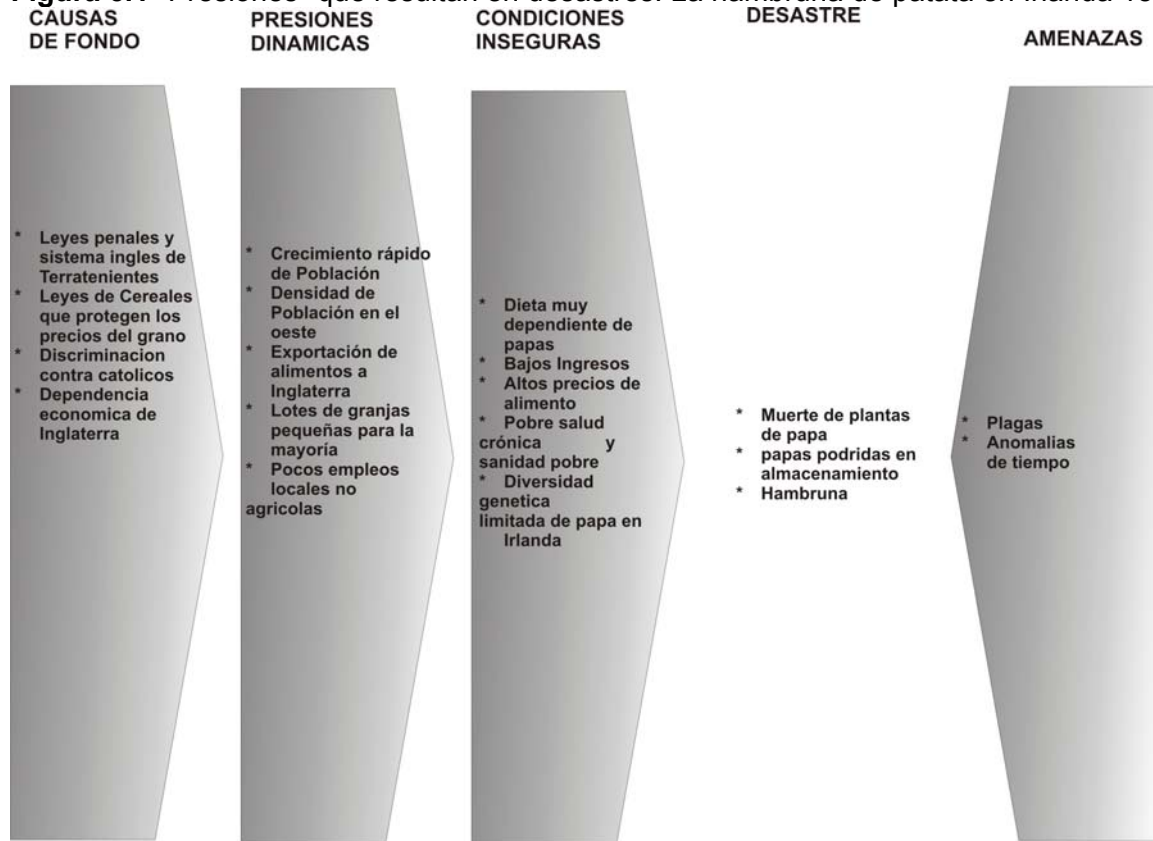 CAUSAS
DE FONDO
PRESIONES
DINAMICAS
CONDICIONES
INSEGURAS
DESASTRE
AMENAZAS
* Leyes penales y
sistema ingles de
Terratenientes
* Leyes de Cereales
que protegen los
precios del grano
* Discriminacion
contra catolicos
* Dependencia
economica de
Inglaterra
* Crecimiento rápido
de Población
* Densidad de
Población en el
oeste
* Exportación de
alimentos a
Inglaterra
* Lotes de granjas
pequeñas para la
mayoría
* Pocos empleos
locales no
agricolas
* Dieta muy
dependiente de
papas
* Bajos Ingresos
* Altos precios de
alimento
* Pobre salud
crónica y
sanidad pobre
* Diversidad
genetica
limitada de papa en
Irlanda
* Muerte de plantas
de papa
* papas podridas en
almacenamiento
* Hambruna
* Plagas
* Anomalias
de tiempo